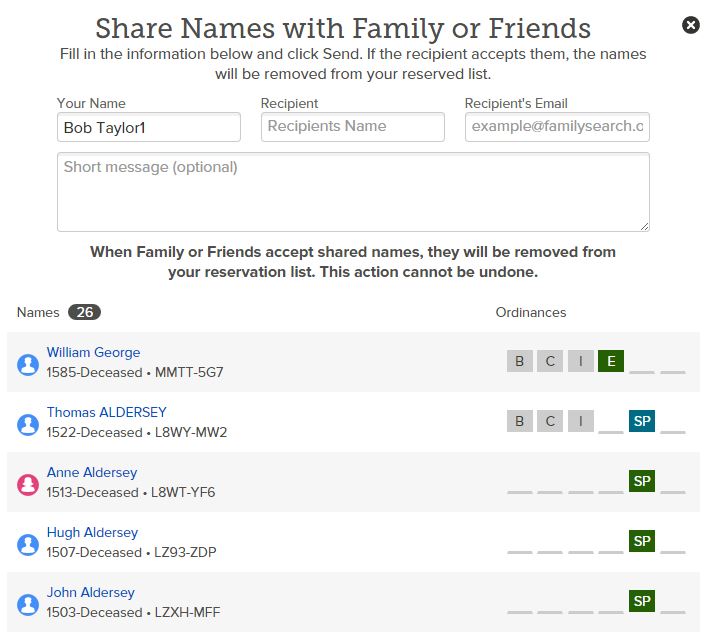 Share Names with Family or Friends
Fill in the information below and click Send. If the recipient accepts them, the names
will be removed from your reserved list.
Your Name Recipient Recipient's Email
Bob Taylor1 Recipients Name example@familysearch.o
Short message (optional)
When Family or Friends accept shared names, they will be removed from
your reservation list. This action cannot be undone.
Names 26 Ordinances
William George
1585-Deceased • MMTT-5G7 B C I E
Thomas ALDERSEY
1522-Deceased • L8WY-MW2 B C I SP
Anne Aldersey
1513-Deceased • L8WT-YF6 SP
Hugh Aldersey
1507-Deceased • LZ93-ZDP SP
John Aldersey
1503-Deceased • LZXH-MFF SP